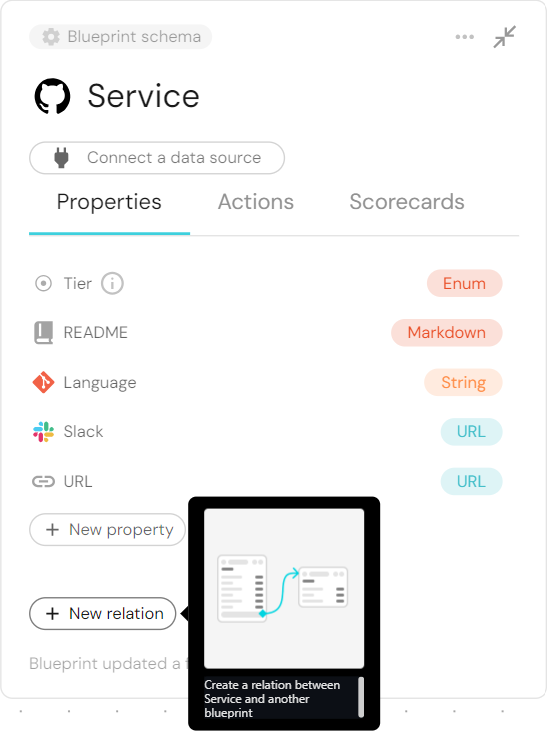 Blueprint schema
Service
Connect a data source
Properties Actions Scorecards
Tier Enum
README Markdown
Language String
Slack URL
URL URL
+ New property
+ New relation
Blueprint updated a
Create a relation between
Service and another
blueprint